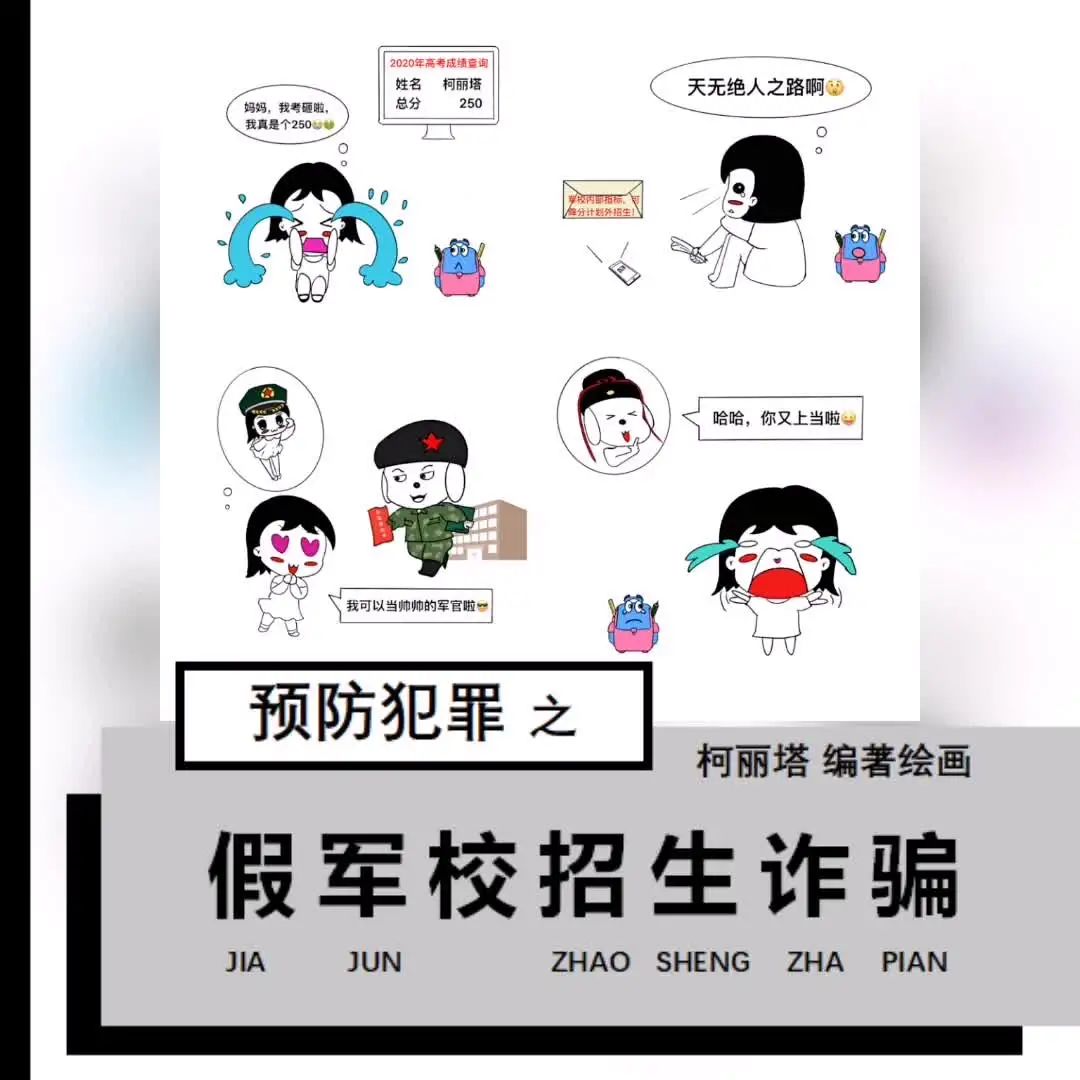 2020年高考成绩查询
姓名 柯丽塔
总分 250
妈妈，我考砸啦，
我真是个250😭🤢
天无绝人之路啊😲
军校内部指标，可
降分计划外招生！
我可以当帅帅的军官啦😎
哈哈，你又上当啦😜
预防犯罪 之
柯丽塔 编著绘画
假军校招生诈骗
JIA JUN ZHAO SHENG ZHA PIAN